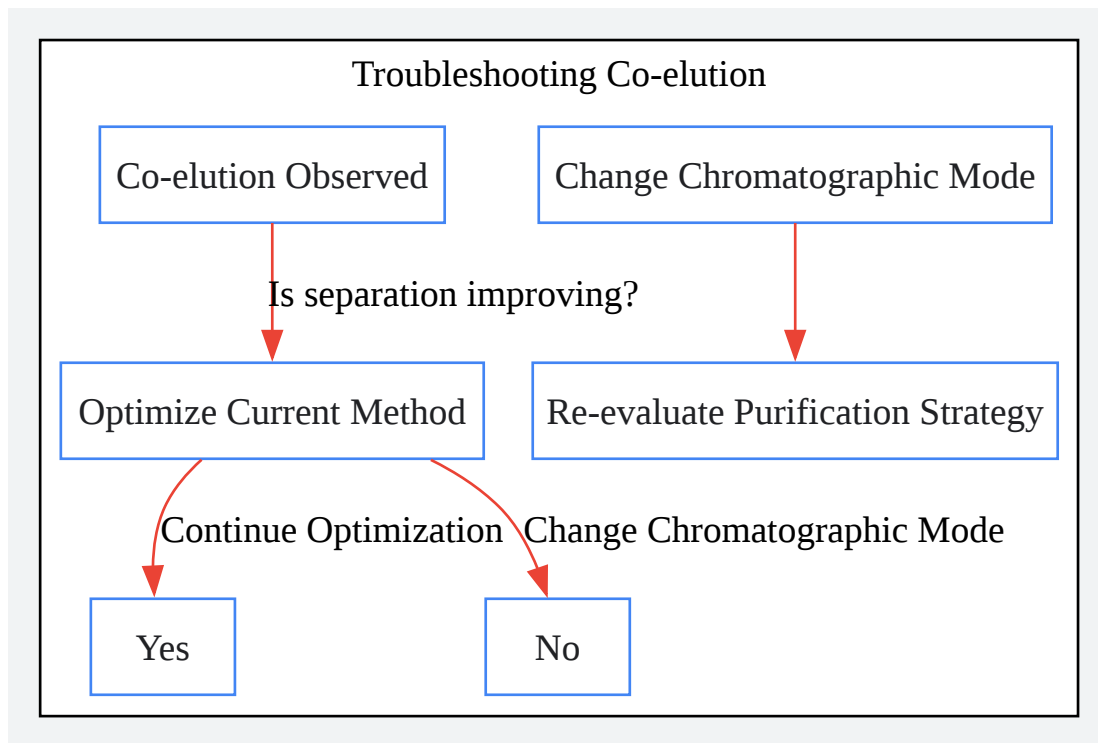 Troubleshooting Co-elution
Co-elution Observed
Change Chromatographic Mode
Is separation improving?
Optimize Current Method
Re-evaluate Purification Strategy
Continue Optimization
Change Chromatographic Mode
Yes
No